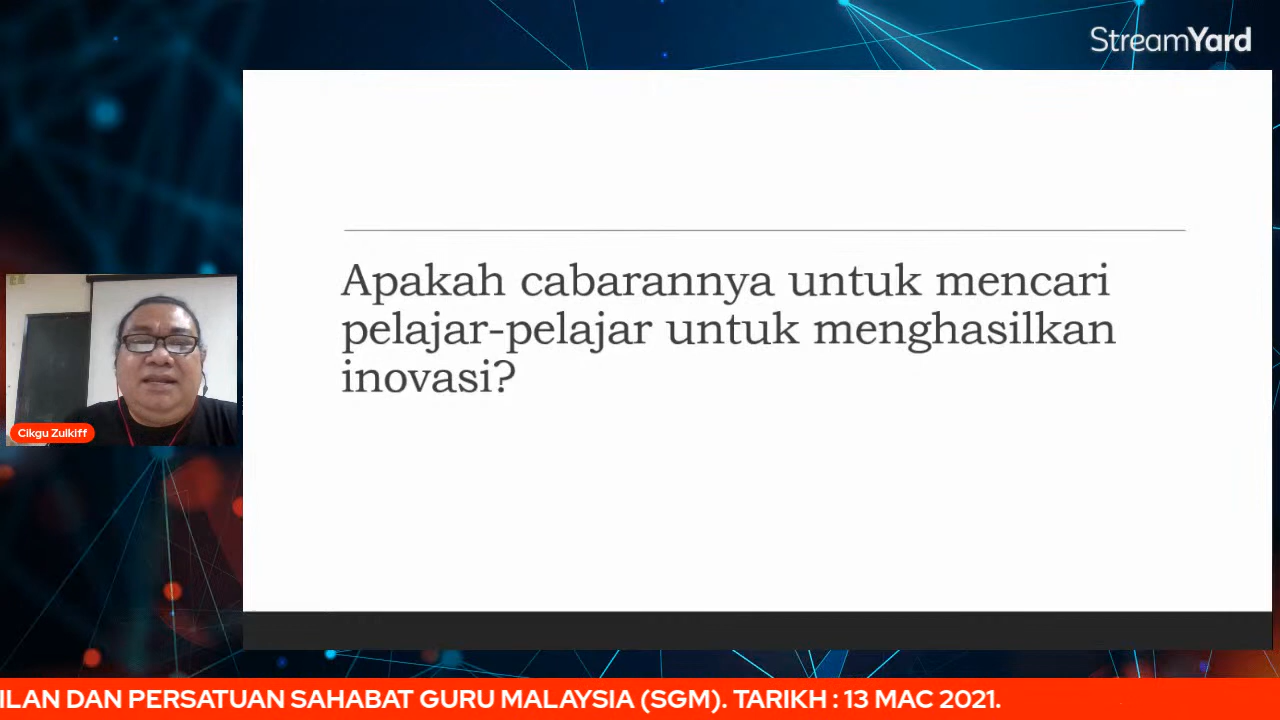 StreamYard
Apakah cabarannya untuk mencari
pelajar-pelajar untuk menghasilkan
inovasi?
Cikgu Zulkiff
ILAN DAN PERSATUAN SAHABAT GURU MALAYSIA (SGM). TARIKH : 13 MAC 2021.